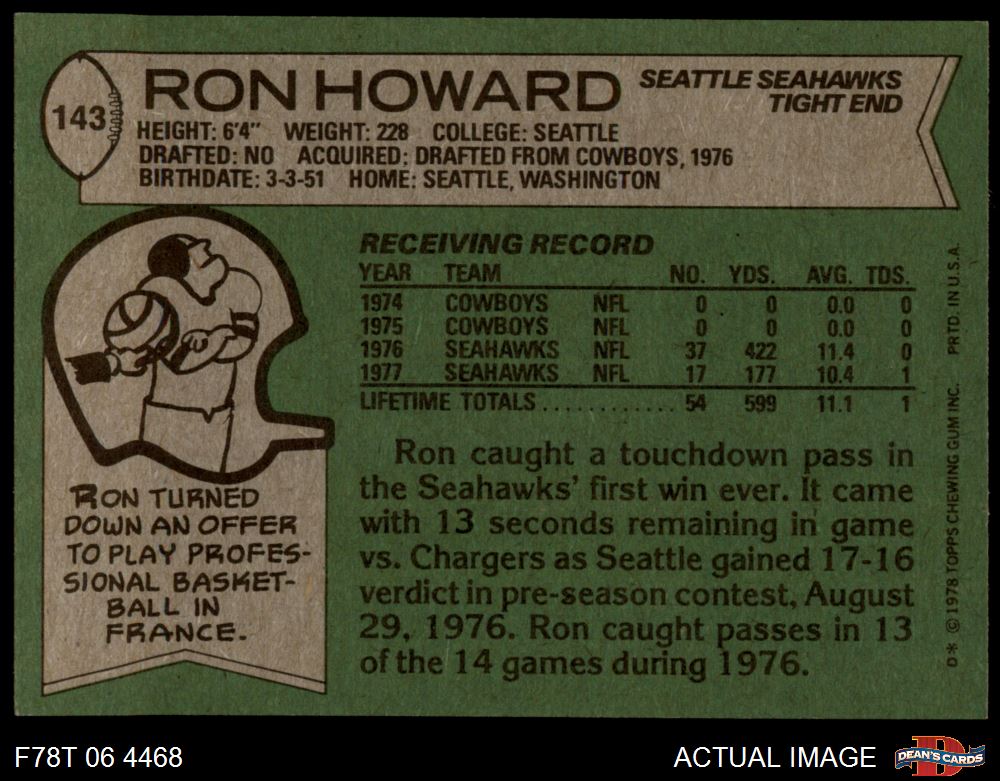 143
RON HOWARD
SEATTLE SEAHAWKS
TIGHT END
HEIGHT: 6'4" WEIGHT: 228 COLLEGE: SEATTLE
DRAFTED: NO ACQUIRED: DRAFTED FROM COWBOYS, 1976
BIRTHDATE: 3-3-51 HOME: SEATTLE, WASHINGTON
RECEIVING RECORD
YEAR TEAM NO. YDS. AVG. TDS.
1974 COWBOYS NFL 0 0 0.0 0
1975 COWBOYS NFL 0 0 0.0 0
1976 SEAHAWKS NFL 37 422 11.4 0
1977 SEAHAWKS NFL 17 177 10.4 1
LIFETIME TOTALS............ 54 599 11.1 1
Ron caught a touchdown pass in
the Seahawks' first win ever. It came
with 13 seconds remaining in game
vs. Chargers as Seattle gained 17-16
verdict in pre-season contest, August
29, 1976. Ron caught passes in 13
of the 14 games during 1976.
RON TURNED
DOWN AN OFFER
TO PLAY PROFES-
SIONAL BASKET-
BALL IN
FRANCE.
D* © 1978 TOPPS CHEWING GUM INC. PRTD. IN U.S.A.
F78T 06 4468
ACTUAL IMAGE
D
DEAN'S CARDS